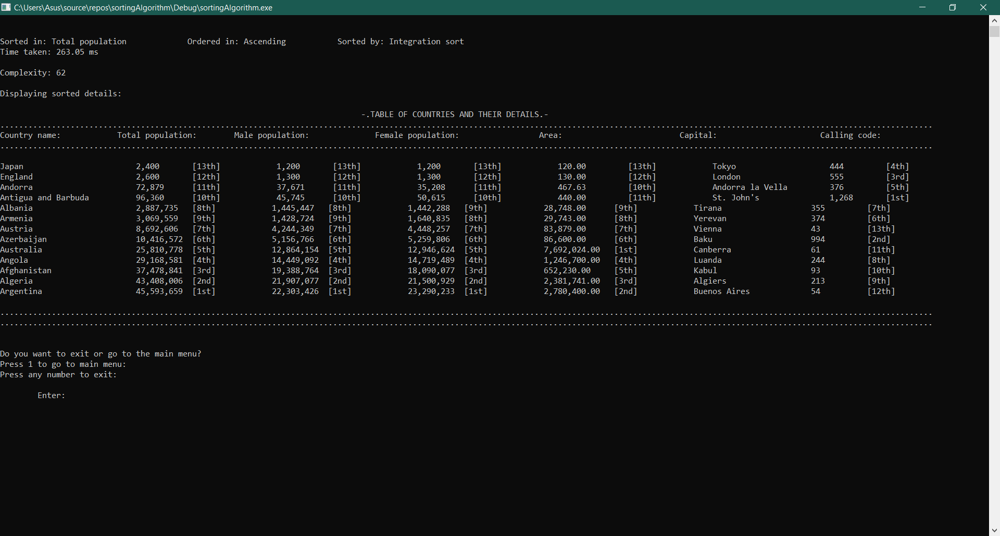 C:\Users\Asus\source\repos\sortingAlgorithm\Debug\sortingAlgorithm.exe
Sorted in: Total population Ordered in: Ascending Sorted by: Integration sort
Time taken: 263.05 ms
Complexity: 62
Displaying sorted details:
-.TABLE OF COUNTRIES AND THEIR DETAILS.-
Country name: Total population: Male population: Female population: Area: Capital: Calling code:
Japan 2,400 [13th] 1,200 [13th] 1,200 [13th] 120.00 [13th] Tokyo 444 [4th]
England 2,600 [12th] 1,300 [12th] 1,300 [12th] 130.00 [12th] London 555 [3rd]
Andorra 72,879 [11th] 37,671 [11th] 35,208 [11th] 467.63 [10th] Andorra la Vella 376 [5th]
Antigua and Barbuda 96,360 [10th] 45,745 [10th] 50,615 [10th] 440.00 [11th] St. John's 1,268 [1st]
Albania 2,887,735 [8th] 1,445,447 [8th] 1,442,288 [9th] 28,748.00 [9th] Tirana 355 [7th]
Armenia 3,069,559 [9th] 1,428,724 [9th] 1,640,835 [8th] 29,743.00 [8th] Yerevan 374 [6th]
Austria 8,692,606 [7th] 4,244,349 [7th] 4,448,257 [7th] 83,879.00 [7th] Vienna 43 [13th]
Azerbaijan 10,416,572 [6th] 5,156,766 [6th] 5,259,806 [6th] 86,600.00 [6th] Baku 994 [2nd]
Australia 25,810,778 [5th] 12,864,154 [5th] 12,946,624 [5th] 7,692,024.00 [1st] Canberra 61 [11th]
Angola 29,168,581 [4th] 14,449,092 [4th] 14,719,489 [4th] 1,246,700.00 [4th] Luanda 244 [8th]
Afghanistan 37,478,841 [3rd] 19,388,764 [3rd] 18,090,077 [3rd] 652,230.00 [5th] Kabul 93 [10th]
Algeria 43,408,006 [2nd] 21,907,077 [2nd] 21,500,929 [2nd] 2,381,741.00 [3rd] Algiers 213 [9th]
Argentina 45,593,659 [1st] 22,303,426 [1st] 23,290,233 [1st] 2,780,400.00 [2nd] Buenos Aires 54 [12th]
Do you want to exit or go to the main menu?
Press 1 to go to main menu:
Press any number to exit:
Enter: